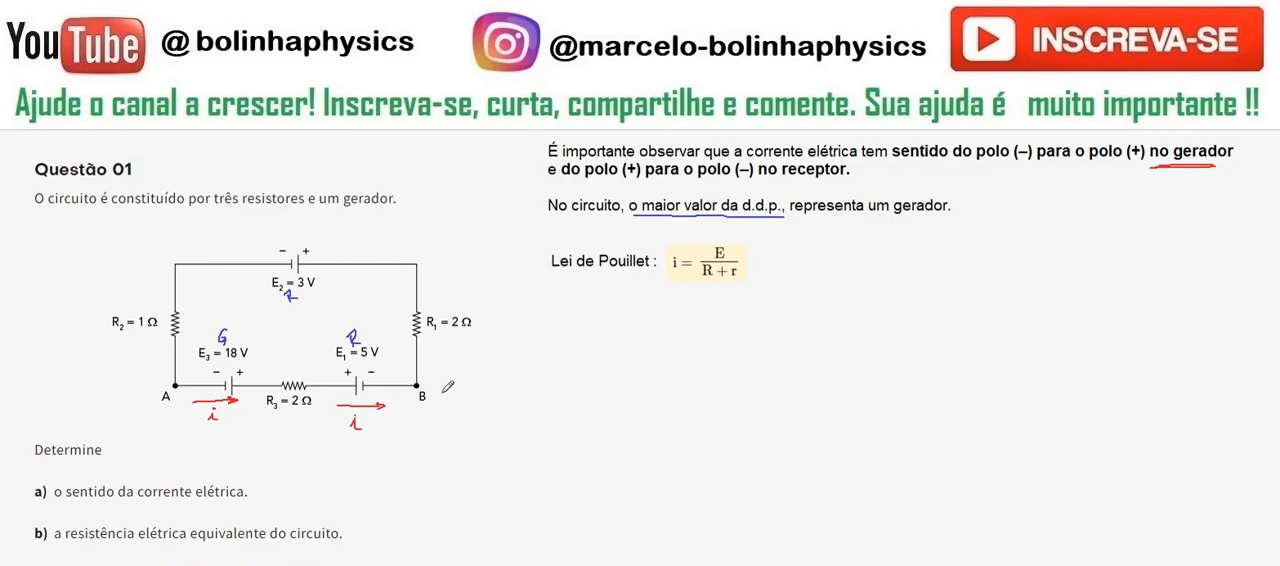 YouTube @bolinhaphysics @marcelo-bolinhaphysics INSCREVA-SE
Ajude o canal a crescer! Inscreva-se, curta, compartilhe e comente. Sua ajuda é muito importante !!
Questão 01
O circuito é constituído por três resistores e um gerador.
- +
E₂ = 3 V
R
R₂ = 1 Ω
R₁ = 2 Ω
G
R
E₃ = 18 V
E₁ = 5 V
- +
+ -
A
R₃ = 2 Ω
B
i
i
Determine
a) o sentido da corrente elétrica.
b) a resistência elétrica equivalente do circuito.
É importante observar que a corrente elétrica tem sentido do polo (–) para o polo (+) no gerador
e do polo (+) para o polo (–) no receptor.
No circuito, o maior valor da d.d.p., representa um gerador.
Lei de Pouillet : i = E
R + r